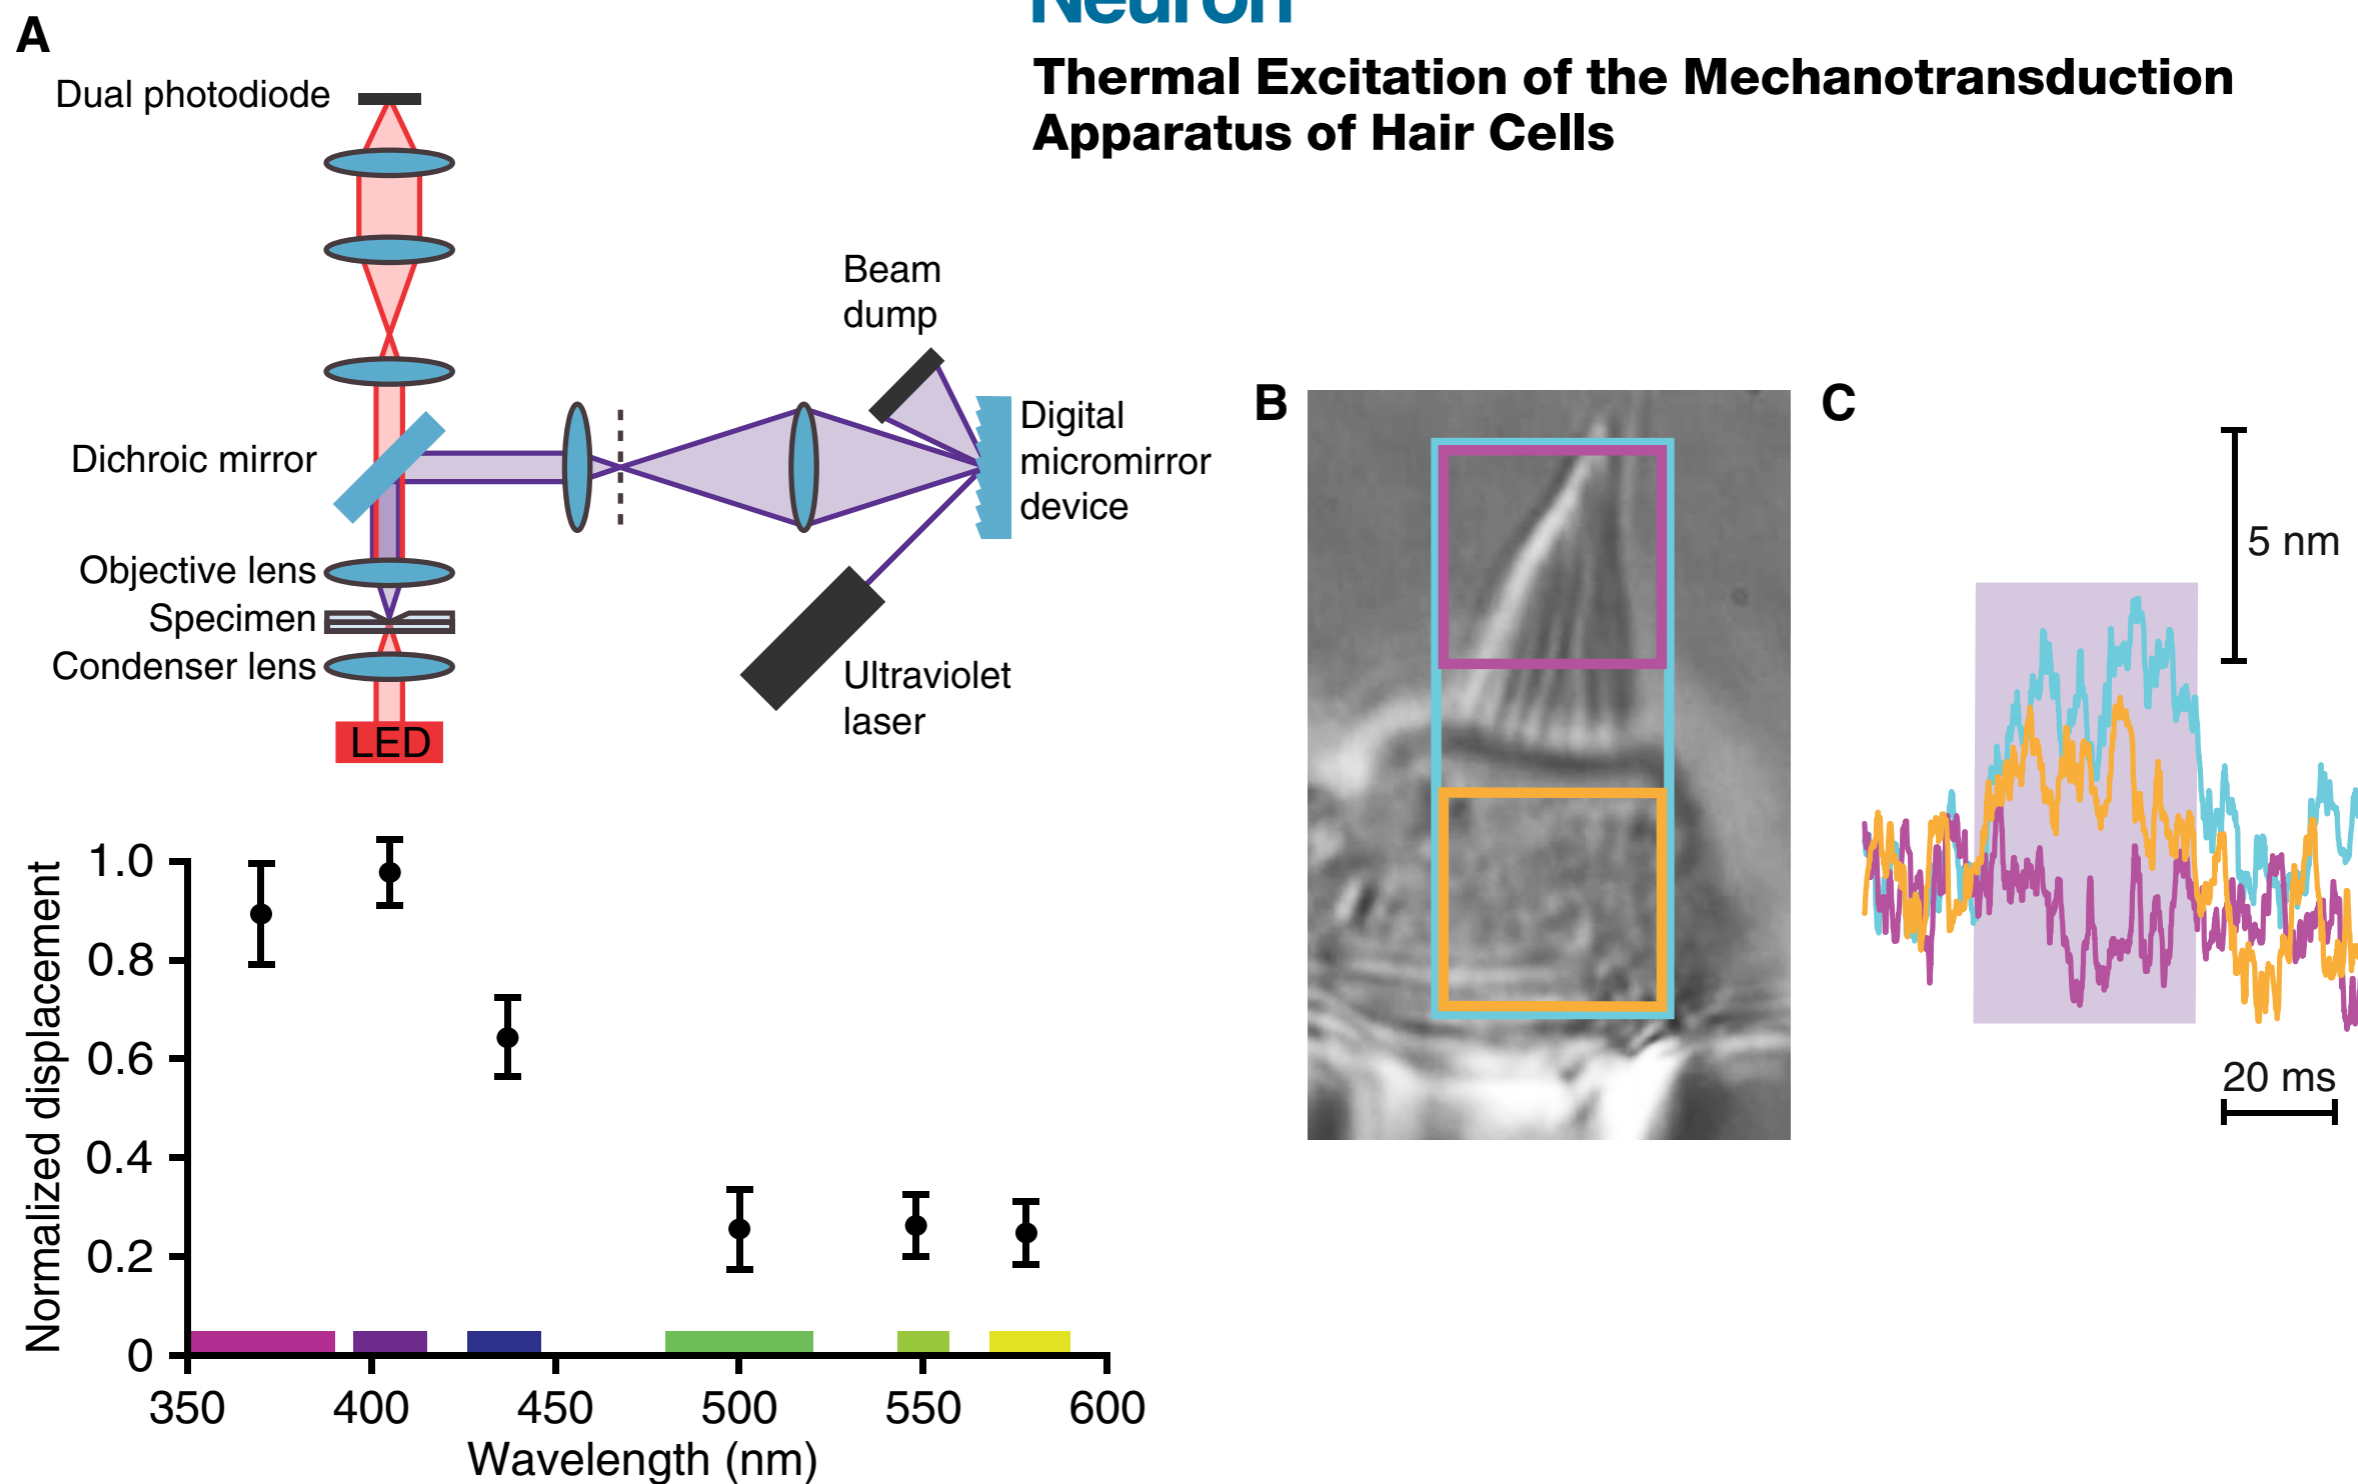 Neuron
Thermal Excitation of the Mechanotransduction
Apparatus of Hair Cells
A
Dual photodiode
Beam
dump
Dichroic mirror
Digital
micromirror
device
Objective lens
Specimen
Condenser lens
LED
Ultraviolet
laser
B
C
5 nm
20 ms
Normalized displacement
1.0
0.8
0.6
0.4
0.2
0
350 400 450 500 550 600
Wavelength (nm)